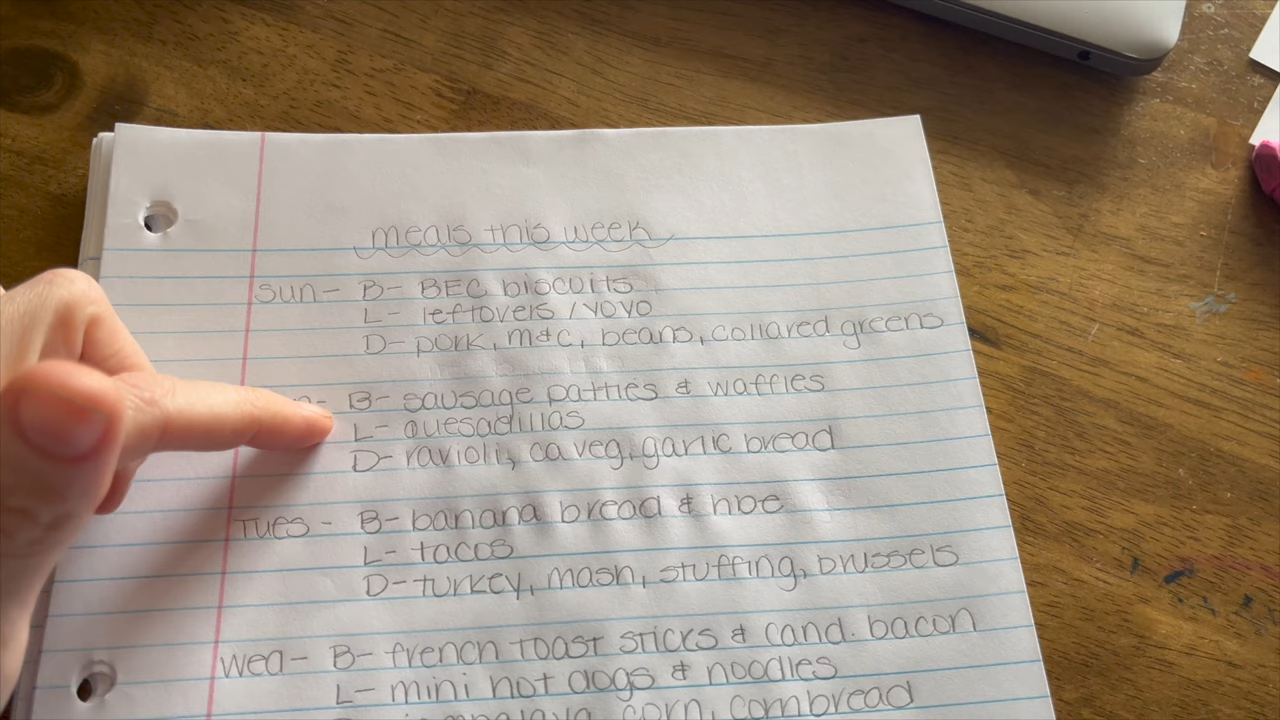 meals this week
sun- B- BEC biscuits
L- leftovers / YOYO
D- pork, m&c, beans, collared greens
B- sausage patties & waffles
L- quesadillas
D- ravioli, ca veg, garlic bread
Tues - B- banana bread & hbe
L- tacos
D- turkey, mash, stuffing, brussels
wed- B- french toast sticks & cand. bacon
L- mini hot dogs & noodles
corn, cornbread